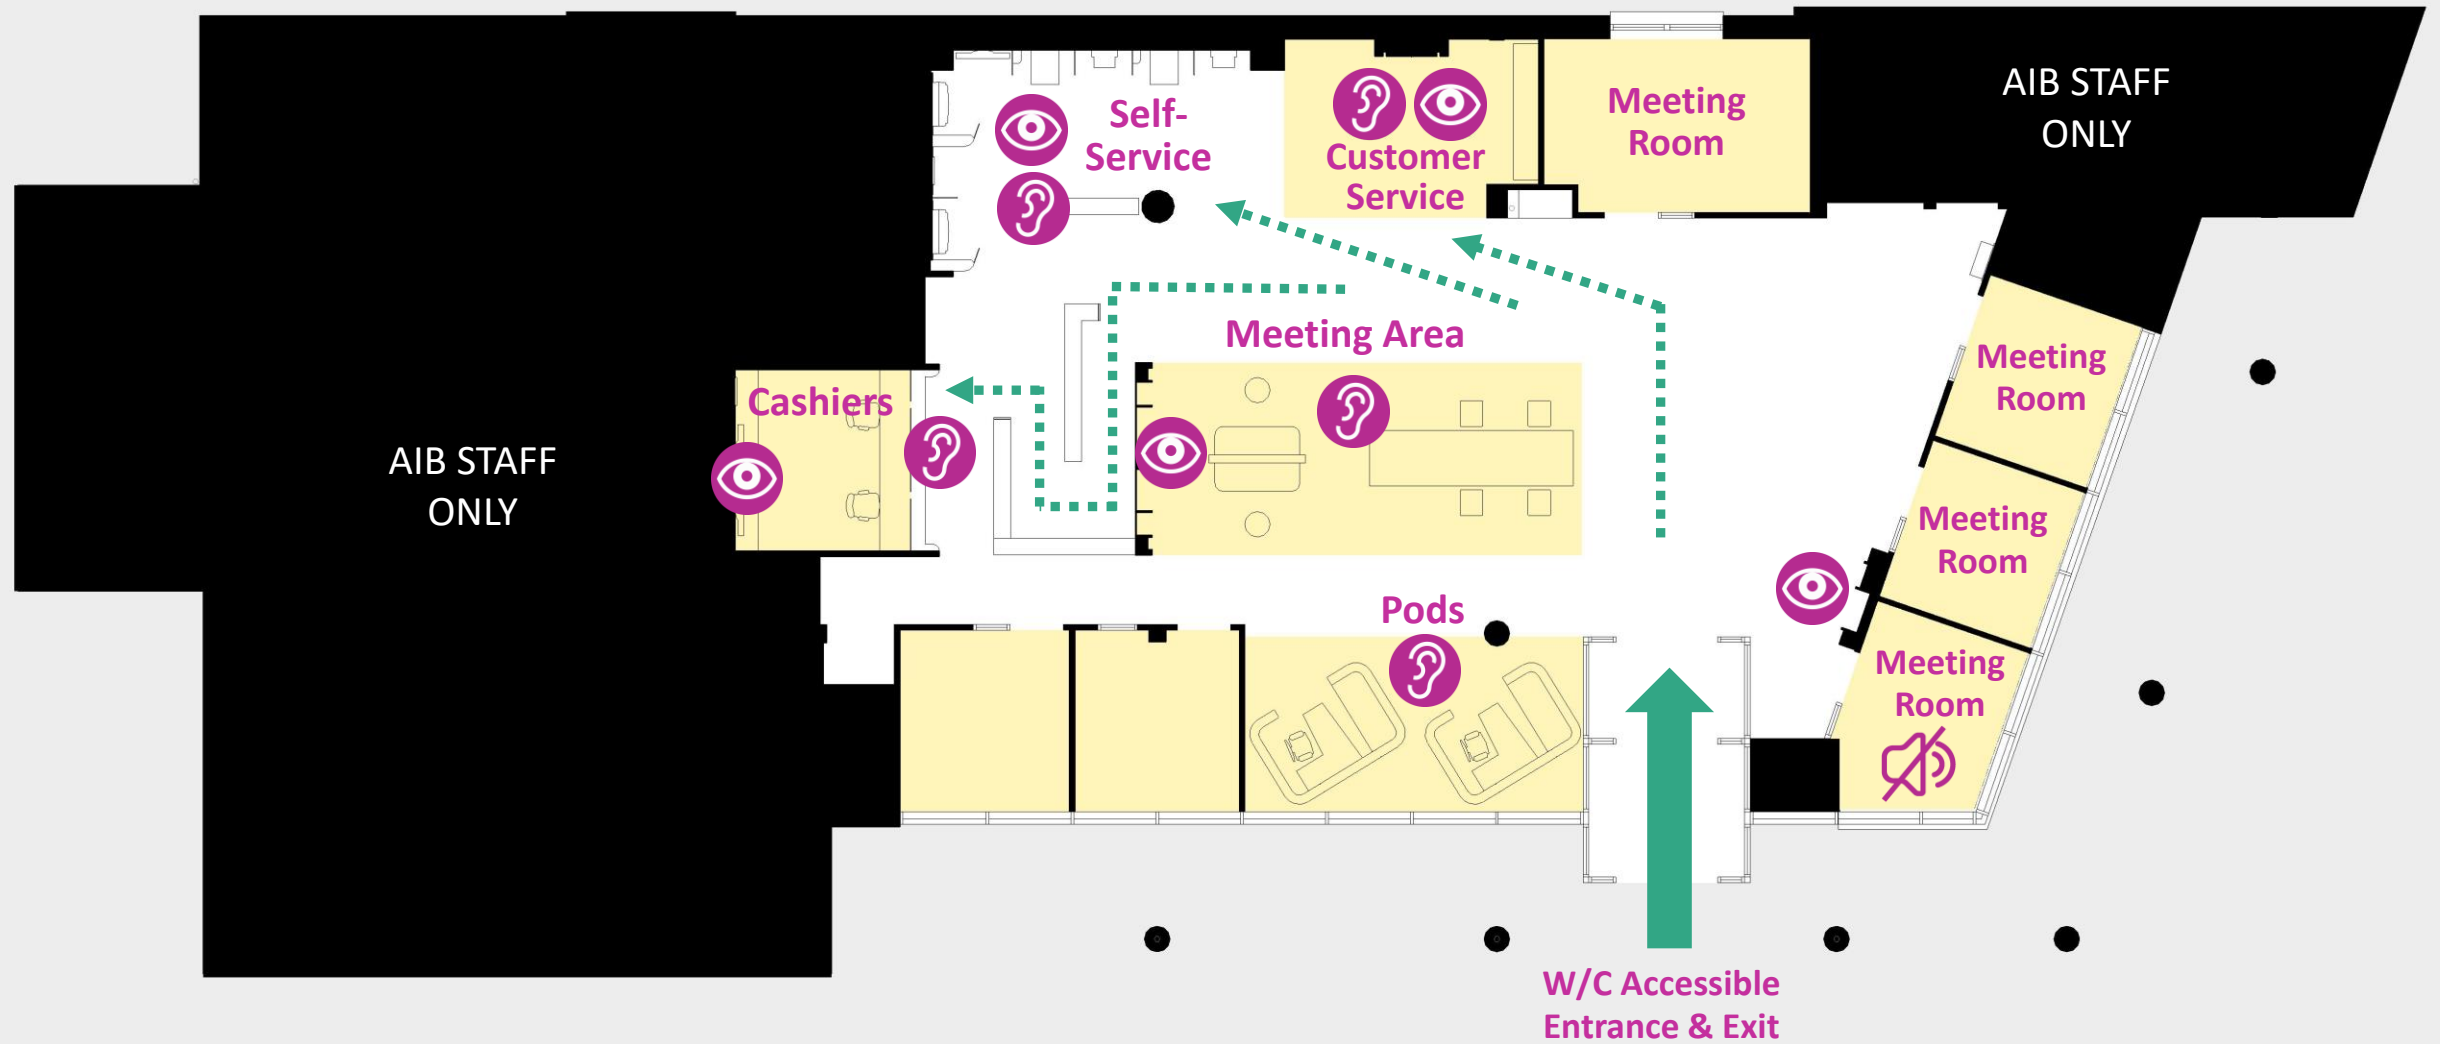 AIB STAFF
ONLY
Self-
Service
Customer
Service
Meeting
Room
Meeting Area
Meeting
Room
Cashiers
AIB STAFF
ONLY
Meeting
Room
Pods
Meeting
Room
W/C Accessible
Entrance & Exit